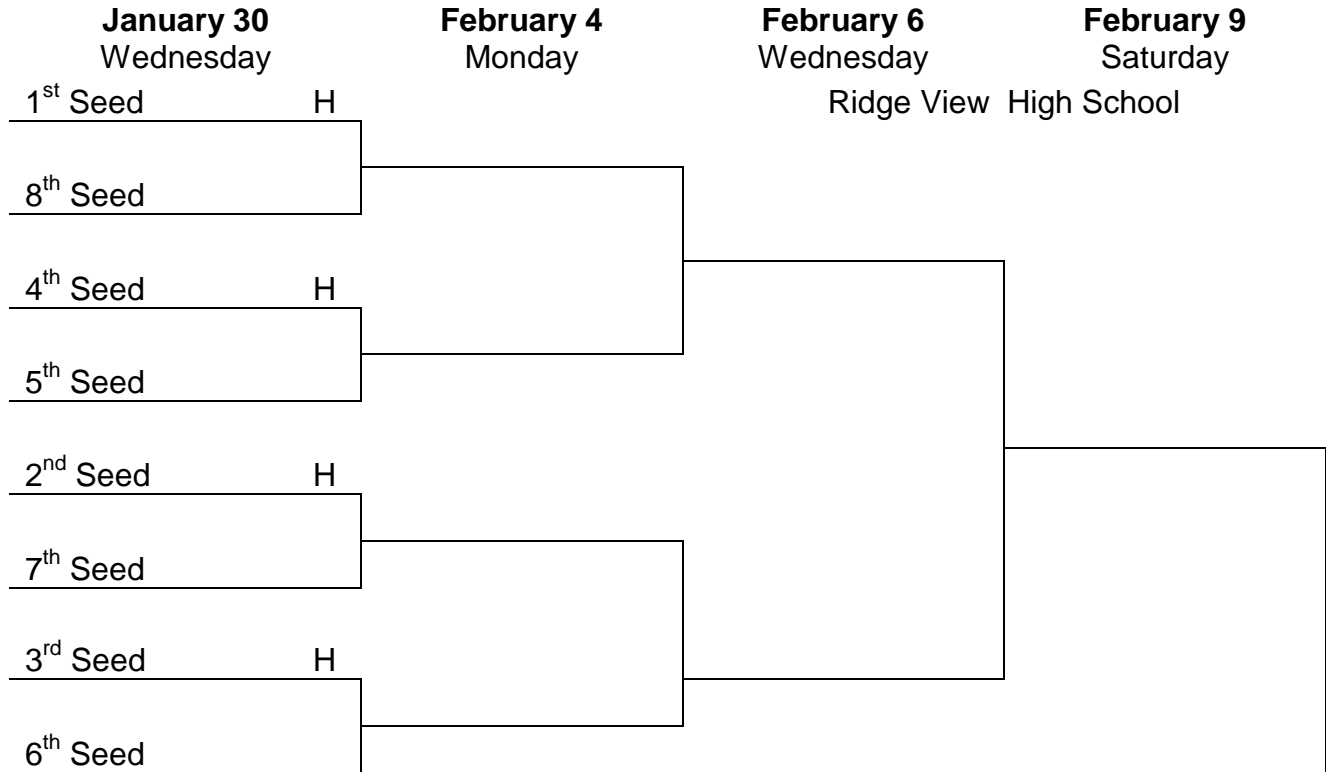 January 30 February 4 February 6 February 9
Wednesday Monday Wednesday Saturday
1st Seed H Ridge View High School
8th Seed
4th Seed H
5th Seed
2nd Seed H
7th Seed
3rd Seed H
6th Seed